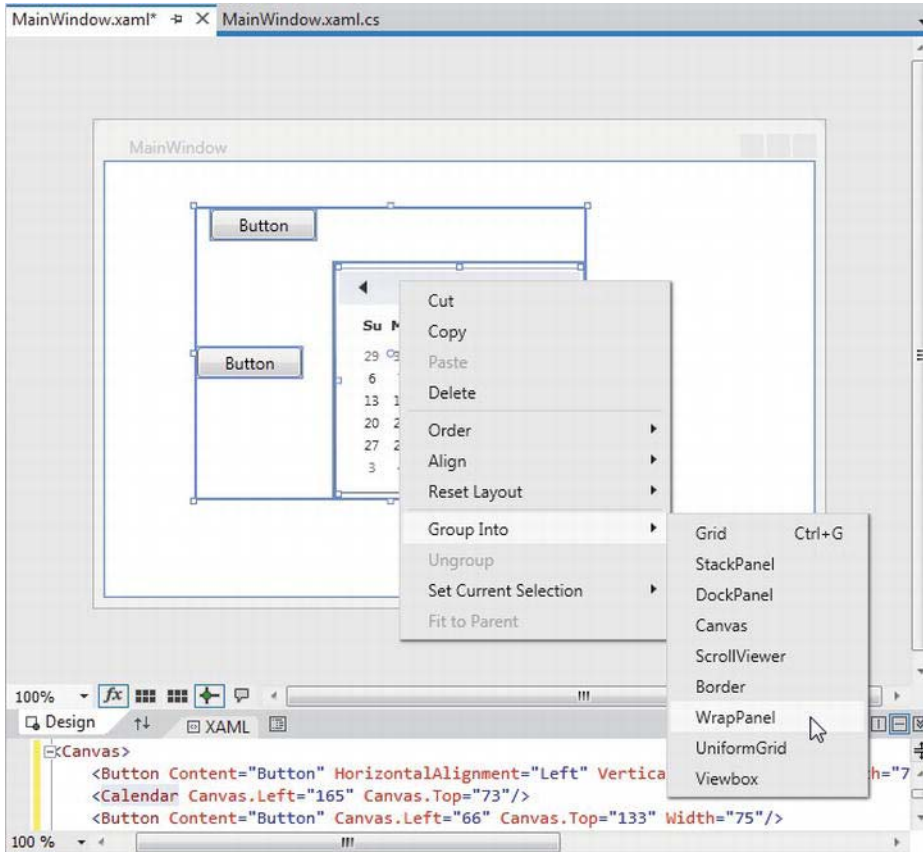 MainWindow.xaml* MainWindow.xaml.cs
MainWindow
Button
Su
29
6
13
20
27
3
Button
Cut
Copy
Paste
Delete
Order
Align
Reset Layout
Group Into
Ungroup
Set Current Selection
Fit to Parent
Grid Ctrl+G
StackPanel
DockPanel
Canvas
ScrollViewer
Border
WrapPanel
UniformGrid
Viewbox
100% fx
Design XAML
<Canvas>
<Button Content="Button" HorizontalAlignment="Left"
<Calendar Canvas.Left="165" Canvas.Top="73"/>
<Button Content="Button" Canvas.Left="66" Canvas.Top="133" Width="75"/>
100 %